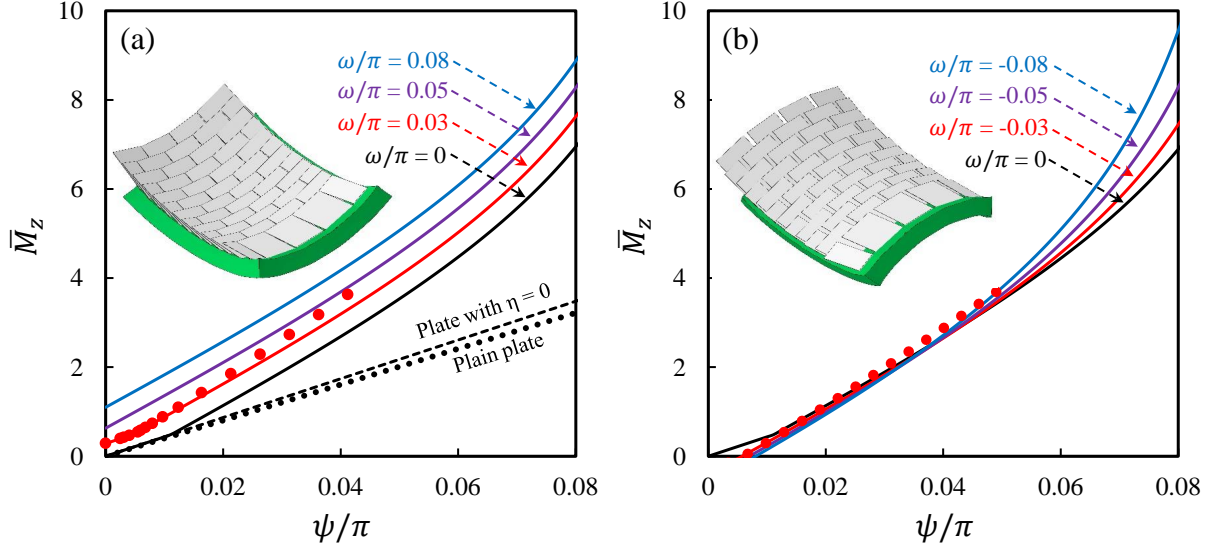 (a)
ω/π = 0.08
ω/π = 0.05
ω/π = 0.03
ω/π = 0
Plate with η = 0
Plain plate
10
8
6
4
2
0
M̅z
0
0.02
0.04
0.06
0.08
ψ/π
(b)
ω/π = -0.08
ω/π = -0.05
ω/π = -0.03
ω/π = 0
10
8
6
4
2
0
M̅z
0
0.02
0.04
0.06
0.08
ψ/π